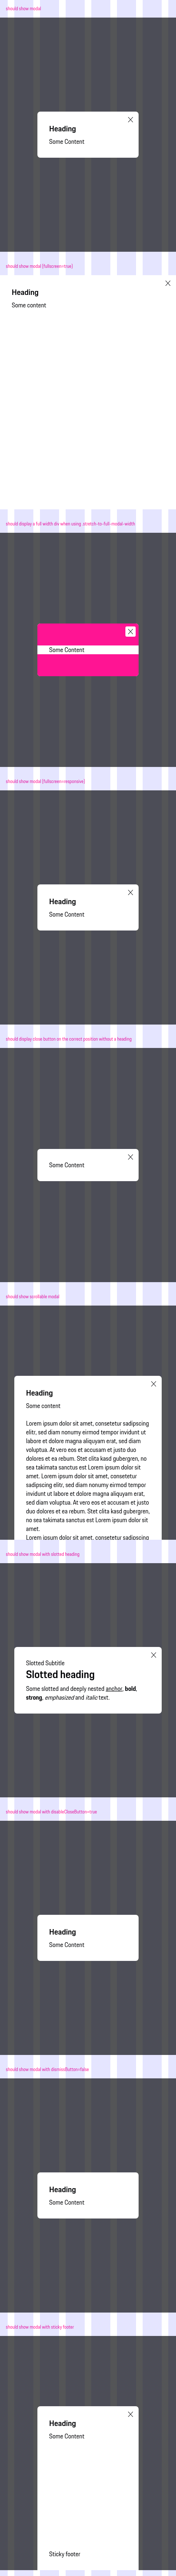 should show modal
Heading
Some Content
should show modal (fullscreen=true)
Heading
Some content
should display a full width div when using .stretch-to-full-modal-width
Some Content
should show modal (fullscreen=responsive)
Heading
Some Content
should display close button on the correct position without a heading
Some Content
should show scrollable modal
Heading
Some content
Lorem ipsum dolor sit amet, consetetur sadipscing
elitr, sed diam nonumy eirmod tempor invidunt ut
labore et dolore magna aliquyam erat, sed diam
voluptua. At vero eos et accusam et justo duo
dolores et ea rebum. Stet clita kasd gubergren, no
sea takimata sanctus est Lorem ipsum dolor sit
amet. Lorem ipsum dolor sit amet, consetetur
sadipscing elitr, sed diam nonumy eirmod tempor
invidunt ut labore et dolore magna aliquyam erat,
sed diam voluptua. At vero eos et accusam et justo
duo dolores et ea rebum. Stet clita kasd gubergren,
no sea takimata sanctus est Lorem ipsum dolor sit
amet.
Lorem ipsum dolor sit amet, consetetur sadipscing
should show modal with slotted heading
Slotted Subtitle
Slotted heading
Some slotted and deeply nested anchor, bold,
strong, emphasized and italic text.
should show modal with disableCloseButton=true
Heading
Some Content
should show modal with dismissButton=false
Heading
Some Content
should show modal with sticky footer
Heading
Some Content
Sticky footer